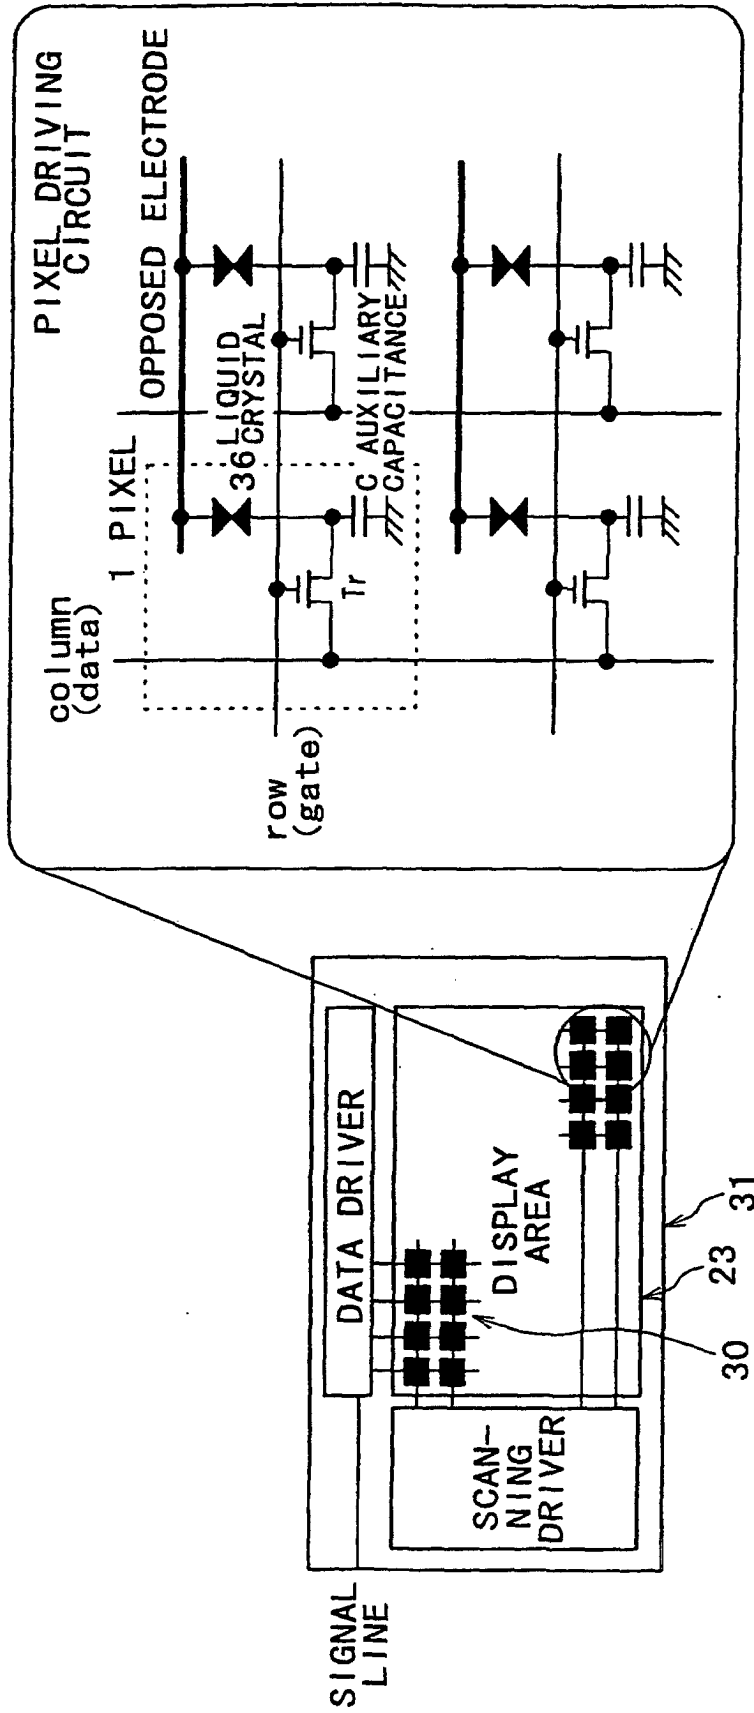 PIXEL DRIVING
CIRCUIT
OPPOSED ELECTRODE
column
(data)
1 PIXEL
36 LIQUID
CRYSTAL
row
(gate)
Tr
C AUXILIARY
CAPACITANCE
SIGNAL
LINE
DATA DRIVER
SCAN-
NING
DRIVER
DISPLAY
AREA
30
23
31